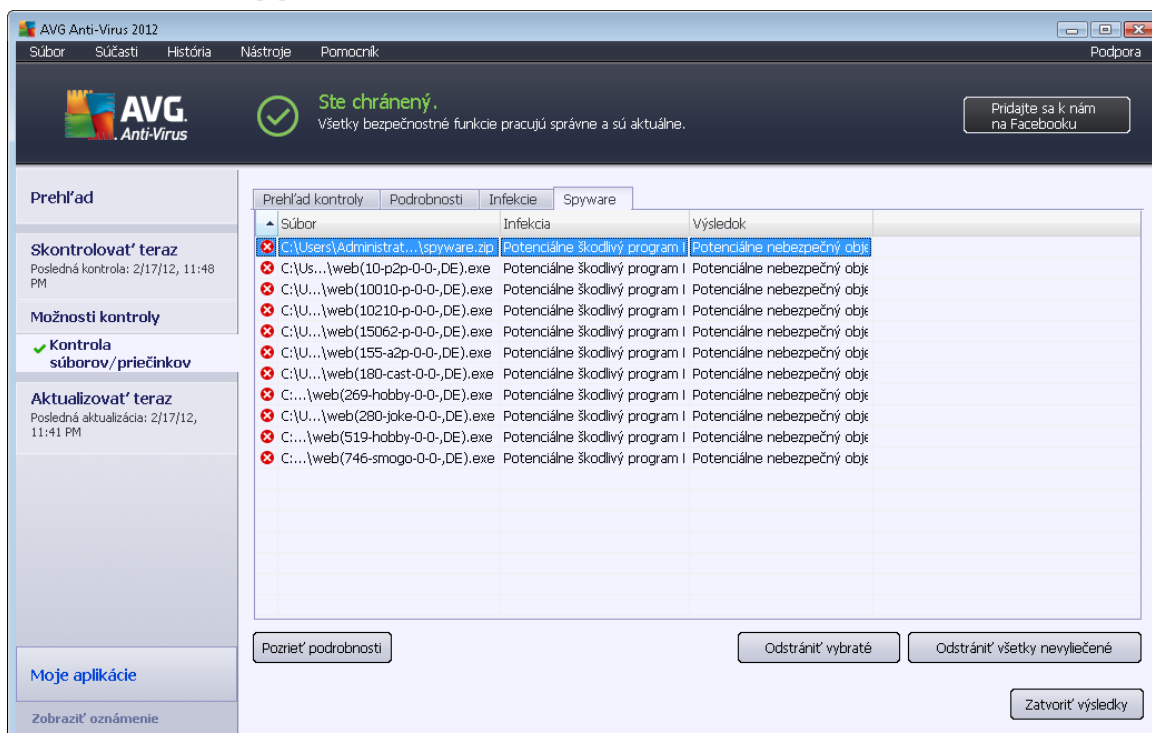 AVG Anti-Virus 2012
Súbor Súčasti História Nástroje Pomocník Podpora
AVG.
Anti-Virus
Ste chránený.
Všetky bezpečnostné funkcie pracujú správne a sú aktuálne.
Pridajte sa k nám
na Facebooku
Prehľad
Skontrolovať teraz
Posledná kontrola: 2/17/12, 11:48
PM
Možnosti kontroly
Kontrola
súborov/priečinkov
Aktualizovať teraz
Posledná aktualizácia: 2/17/12,
11:41 PM
Moje aplikácie
Zobraziť oznámenie
Prehľad kontroly Podrobnosti Infekcie Spyware
Súbor Infekcia Výsledok
C:\Users\Administrat...\spyware.zip Potenciálne škodlivý program I Potenciálne nebezpečný obje
C:\Us...\web(10-p2p-0-0-,DE).exe Potenciálne škodlivý program I Potenciálne nebezpečný obje
C:\U...\web(10010-p-0-0-,DE).exe Potenciálne škodlivý program I Potenciálne nebezpečný obje
C:\U...\web(10210-p-0-0-,DE).exe Potenciálne škodlivý program I Potenciálne nebezpečný obje
C:\U...\web(15062-p-0-0-,DE).exe Potenciálne škodlivý program I Potenciálne nebezpečný obje
C:\U...\web(155-a2p-0-0-,DE).exe Potenciálne škodlivý program I Potenciálne nebezpečný obje
C:\U...\web(180-cast-0-0-,DE).exe Potenciálne škodlivý program I Potenciálne nebezpečný obje
C:...\web(269-hobby-0-0-,DE).exe Potenciálne škodlivý program I Potenciálne nebezpečný obje
C:\U...\web(280-joke-0-0-,DE).exe Potenciálne škodlivý program I Potenciálne nebezpečný obje
C:...\web(519-hobby-0-0-,DE).exe Potenciálne škodlivý program I Potenciálne nebezpečný obje
C:...\web(746-smogo-0-0-,DE).exe Potenciálne škodlivý program I Potenciálne nebezpečný obje
Pozrieť podrobnosti Odstrániť vybraté Odstrániť všetky nevyliečené
Zatvoriť výsledky